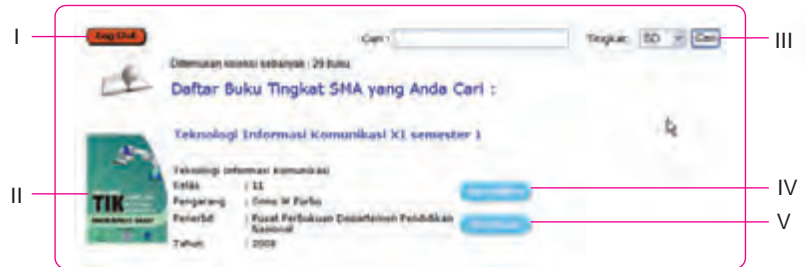 I
Log Out
Cari :
Tingkat: SD Cari
III
Ditemukan koleksi sebanyak : 29 buku
Daftar Buku Tingkat SMA yang Anda Cari :
Teknologi Informasi Komunikasi XI semester 1
II
TIK
Teknologi Informasi Komunikasi
Kelas : 11
Pengarang : Onno W Purbo
Penerbit : Pusat Perbukuan Departemen Pendidikan
Nasional
Tahun : 2008
IV
V